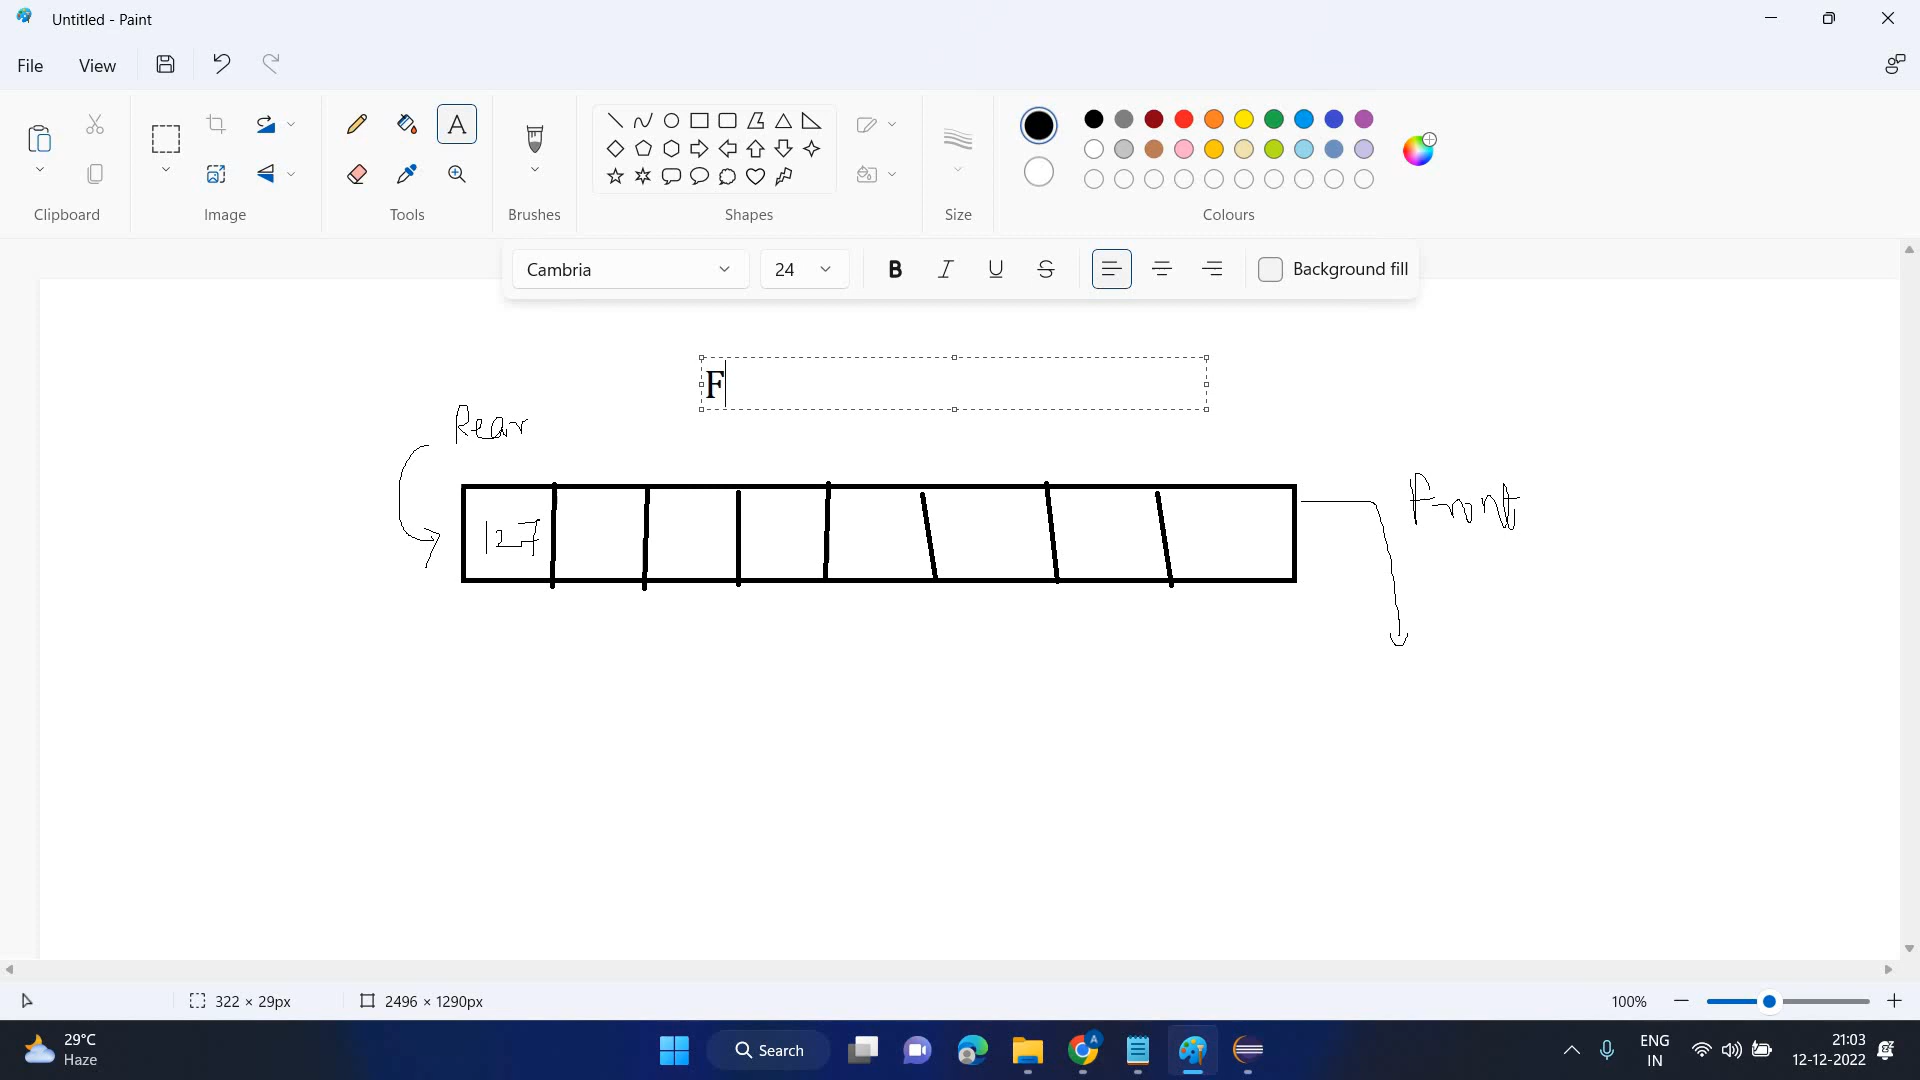 Untitled - Paint
File View
Clipboard
Image
Tools
Brushes
Shapes
Size
Colours
Cambria 24 B I U S Background fill
F
Rear
Front
127
322 × 29px 2496 × 1290px 100%
29°C
Haze
Search
ENG
IN
21:03
12-12-2022